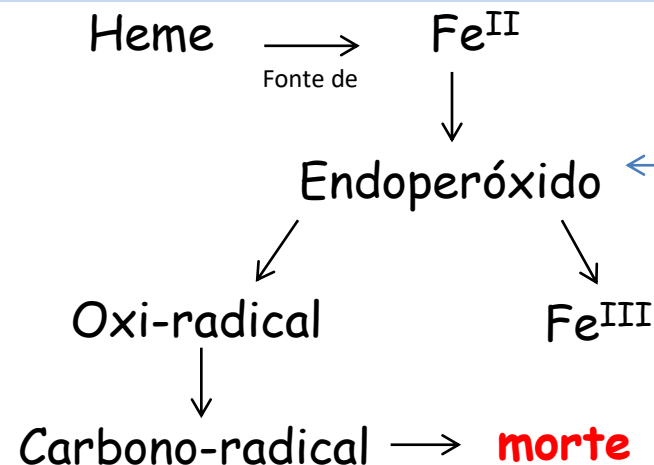 Heme Fe^II
Fonte de
Endoperóxido
Oxi-radical Fe^III
Carbono-radical morte